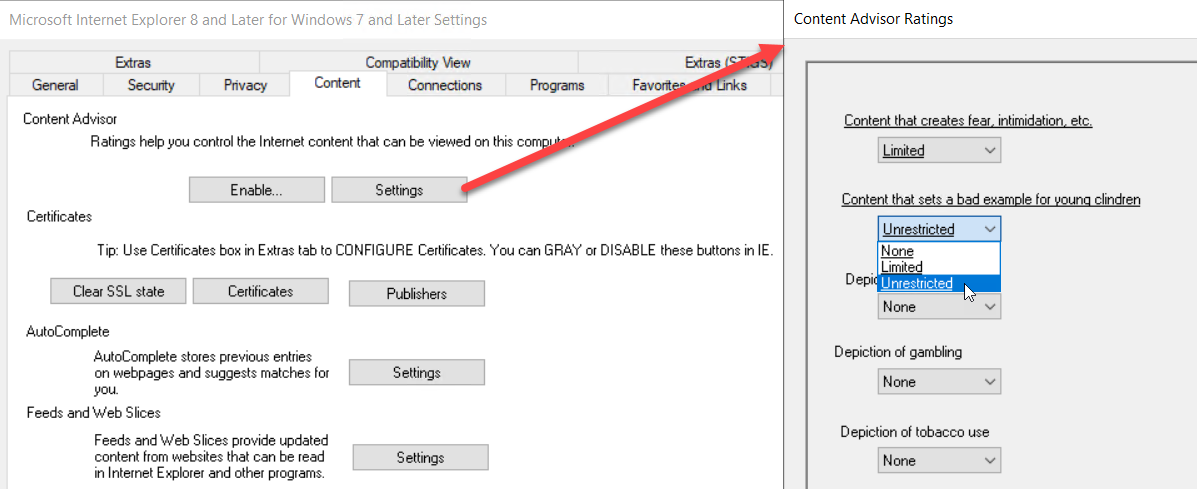 Microsoft Internet Explorer 8 and Later for Windows 7 and Later Settings
Extras
Compatibility View
Extras (STIGS)
General
Security
Privacy
Content
Connections
Programs
Favorites and Links
Content Advisor
Ratings help you control the Internet content that can be viewed on this computer.
Enable...
Settings
Certificates
Tip: Use Certificates box in Extras tab to CONFIGURE Certificates. You can GRAY or DISABLE these buttons in IE.
Clear SSL state
Certificates
Publishers
AutoComplete
AutoComplete stores previous entries
on webpages and suggests matches for
you.
Settings
Feeds and Web Slices
Feeds and Web Slices provide updated
content from websites that can be read
in Internet Explorer and other programs.
Settings
Content Advisor Ratings
Content that creates fear, intimidation, etc.
Limited
Content that sets a bad example for young clindren
Unrestricted
None
Limited
Unrestricted
None
Depiction of gambling
None
Depiction of tobacco use
None